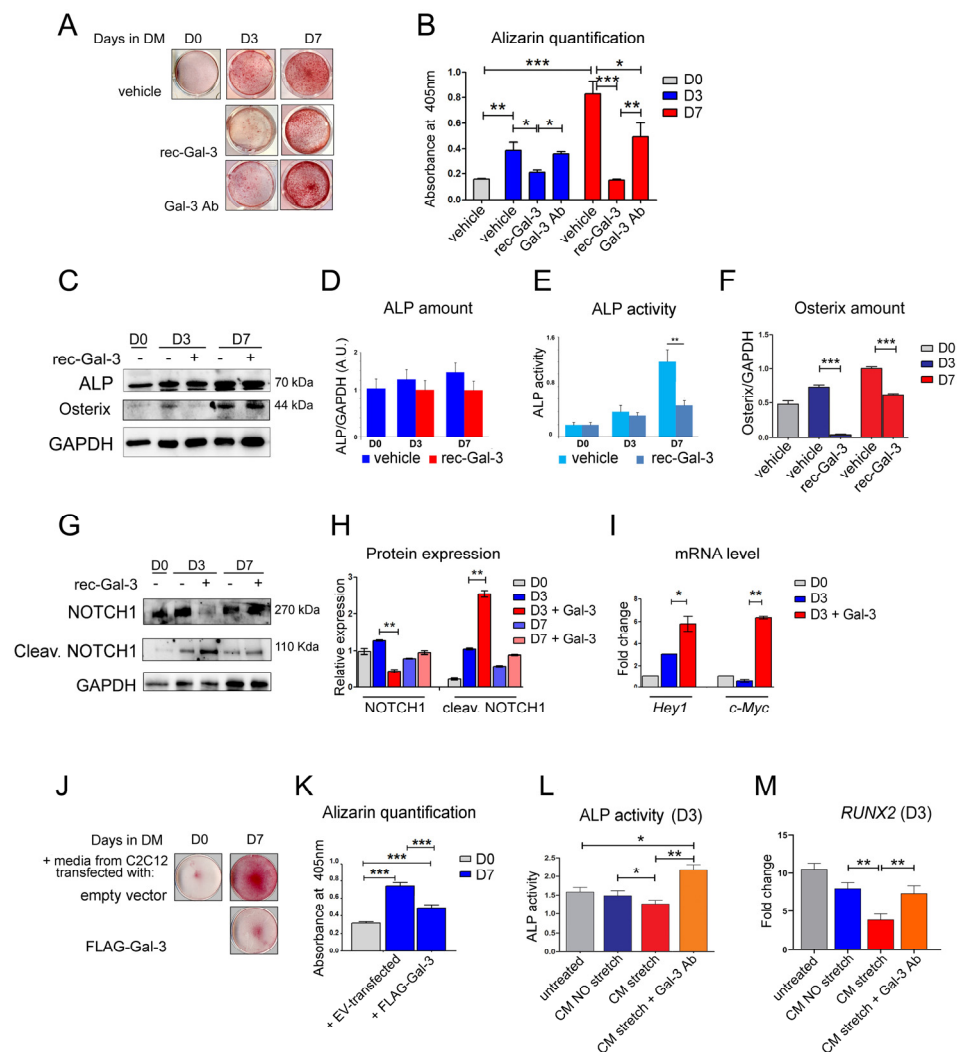 A
Days in DM D0 D3 D7
vehicle
rec-Gal-3
Gal-3 Ab
B
Alizarin quantification
Absorbance at 405nm
1.0
0.8
0.6
0.4
0.2
0.0
*** *
** * * *** **
D0
D3
D7
vehicle vehicle rec-Gal-3 Gal-3 Ab vehicle rec-Gal-3 Gal-3 Ab
C
D0 D3 D7
rec-Gal-3 - - + - +
ALP 70 kDa
Osterix 44 kDa
GAPDH
D
ALP amount
ALP/GAPDH (A.U.)
2
1
0
D0 D3 D7
vehicle rec-Gal-3
E
ALP activity
ALP activity
1.6
0.8
0
**
D0 D3 D7
vehicle rec-Gal-3
F
Osterix amount
Osterix/GAPDH
1.0
0.5
0.0
*** ***
D0
D3
D7
vehicle vehicle rec-Gal-3 vehicle rec-Gal-3
G
D0 D3 D7
rec-Gal-3 - - + - +
NOTCH1 270 kDa
Cleav. NOTCH1 110 Kda
GAPDH
H
Protein expression
Relative expression
3
2
1
0
** **
D0
D3
D3 + Gal-3
D7
D7 + Gal-3
NOTCH1 cleav. NOTCH1
I
mRNA level
Fold change
8
6
4
2
0
* **
D0
D3
D3 + Gal-3
Hey1 c-Myc
J
Days in DM D0 D7
+ media from C2C12
transfected with:
empty vector
FLAG-Gal-3
K
Alizarin quantification
Absorbance at 405nm
1.0
0.8
0.6
0.4
0.2
0.0
***
***
***
D0
D7
+ EV-transfected + FLAG-Gal-3
L
ALP activity (D3)
ALP activity
2.5
2.0
1.5
1.0
0.5
0.0
*
* **
untreated CM NO stretch CM stretch CM stretch + Gal-3 Ab
M
RUNX2 (D3)
Fold change
15
10
5
0
** **
untreated CM NO stretch CM stretch CM stretch + Gal-3 Ab